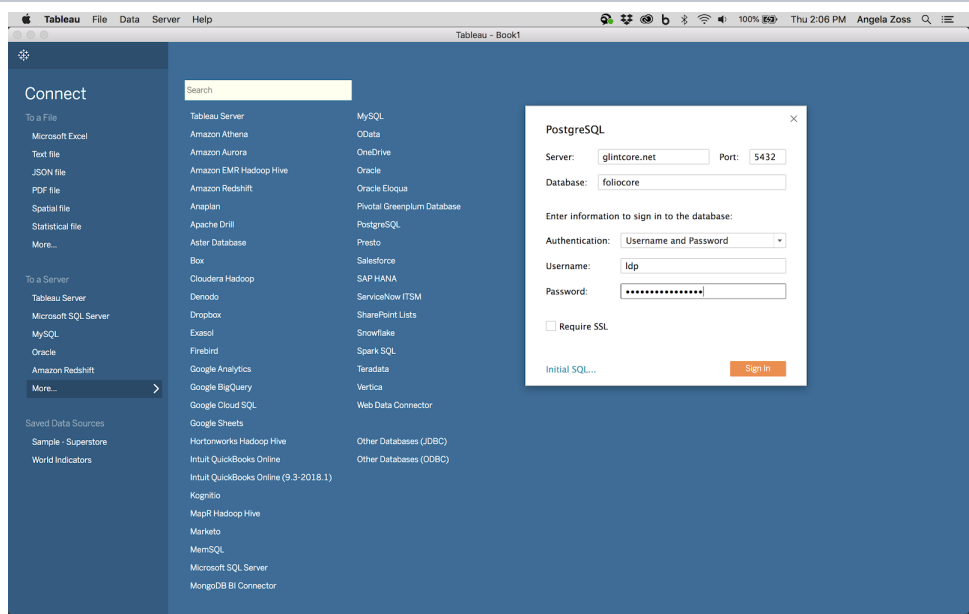 Tableau File Data Server Help 100% Thu 2:06 PM Angela Zoss
Tableau - Book1
Connect
To a File
Microsoft Excel
Text file
JSON file
PDF file
Spatial file
Statistical file
More...
To a Server
Tableau Server
Microsoft SQL Server
MySQL
Oracle
Amazon Redshift
More...
Saved Data Sources
Sample - Superstore
World Indicators
Search
Tableau Server
Amazon Athena
Amazon Aurora
Amazon EMR Hadoop Hive
Amazon Redshift
Anaplan
Apache Drill
Aster Database
Box
Cloudera Hadoop
Denodo
Dropbox
Exasol
Firebird
Google Analytics
Google BigQuery
Google Cloud SQL
Google Sheets
Hortonworks Hadoop Hive
Intuit QuickBooks Online
Intuit QuickBooks Online (9.3-2018.1)
Kognitio
MapR Hadoop Hive
Marketo
MemSQL
Microsoft SQL Server
MongoDB BI Connector
MySQL
OData
OneDrive
Oracle
Oracle Eloqua
Pivotal Greenplum Database
PostgreSQL
Presto
Salesforce
SAP HANA
ServiceNow ITSM
SharePoint Lists
Snowflake
Spark SQL
Teradata
Vertica
Web Data Connector
Other Databases (JDBC)
Other Databases (ODBC)
PostgreSQL
Server: glintcore.net Port: 5432
Database: foliocore
Enter information to sign in to the database:
Authentication: Username and Password
Username: ldp
Password: ••••••••••••••••
Require SSL
Initial SQL... Sign In